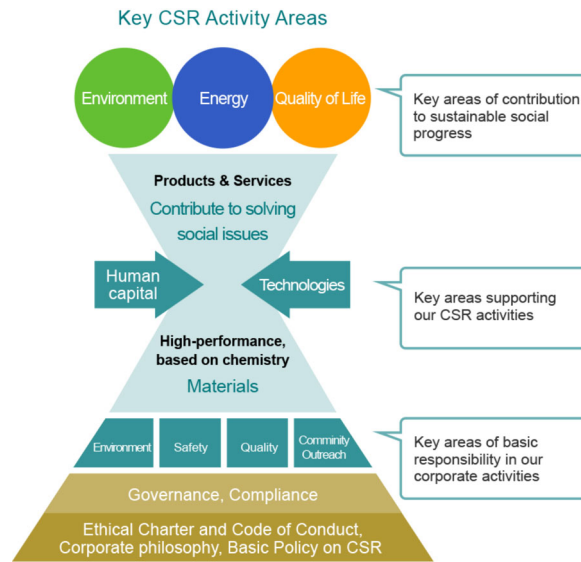 Key CSR Activity Areas
Environment
Energy
Quality of Life
Key areas of contribution
to sustainable social
progress
Products & Services
Contribute to solving
social issues
Human
capital
Technologies
Key areas supporting
our CSR activities
High-performance,
based on chemistry
Materials
Environment
Safety
Quality
Comminity
Outreach
Key areas of basic
responsibility in our
corporate activities
Governance, Compliance
Ethical Charter and Code of Conduct,
Corporate philosophy, Basic Policy on CSR